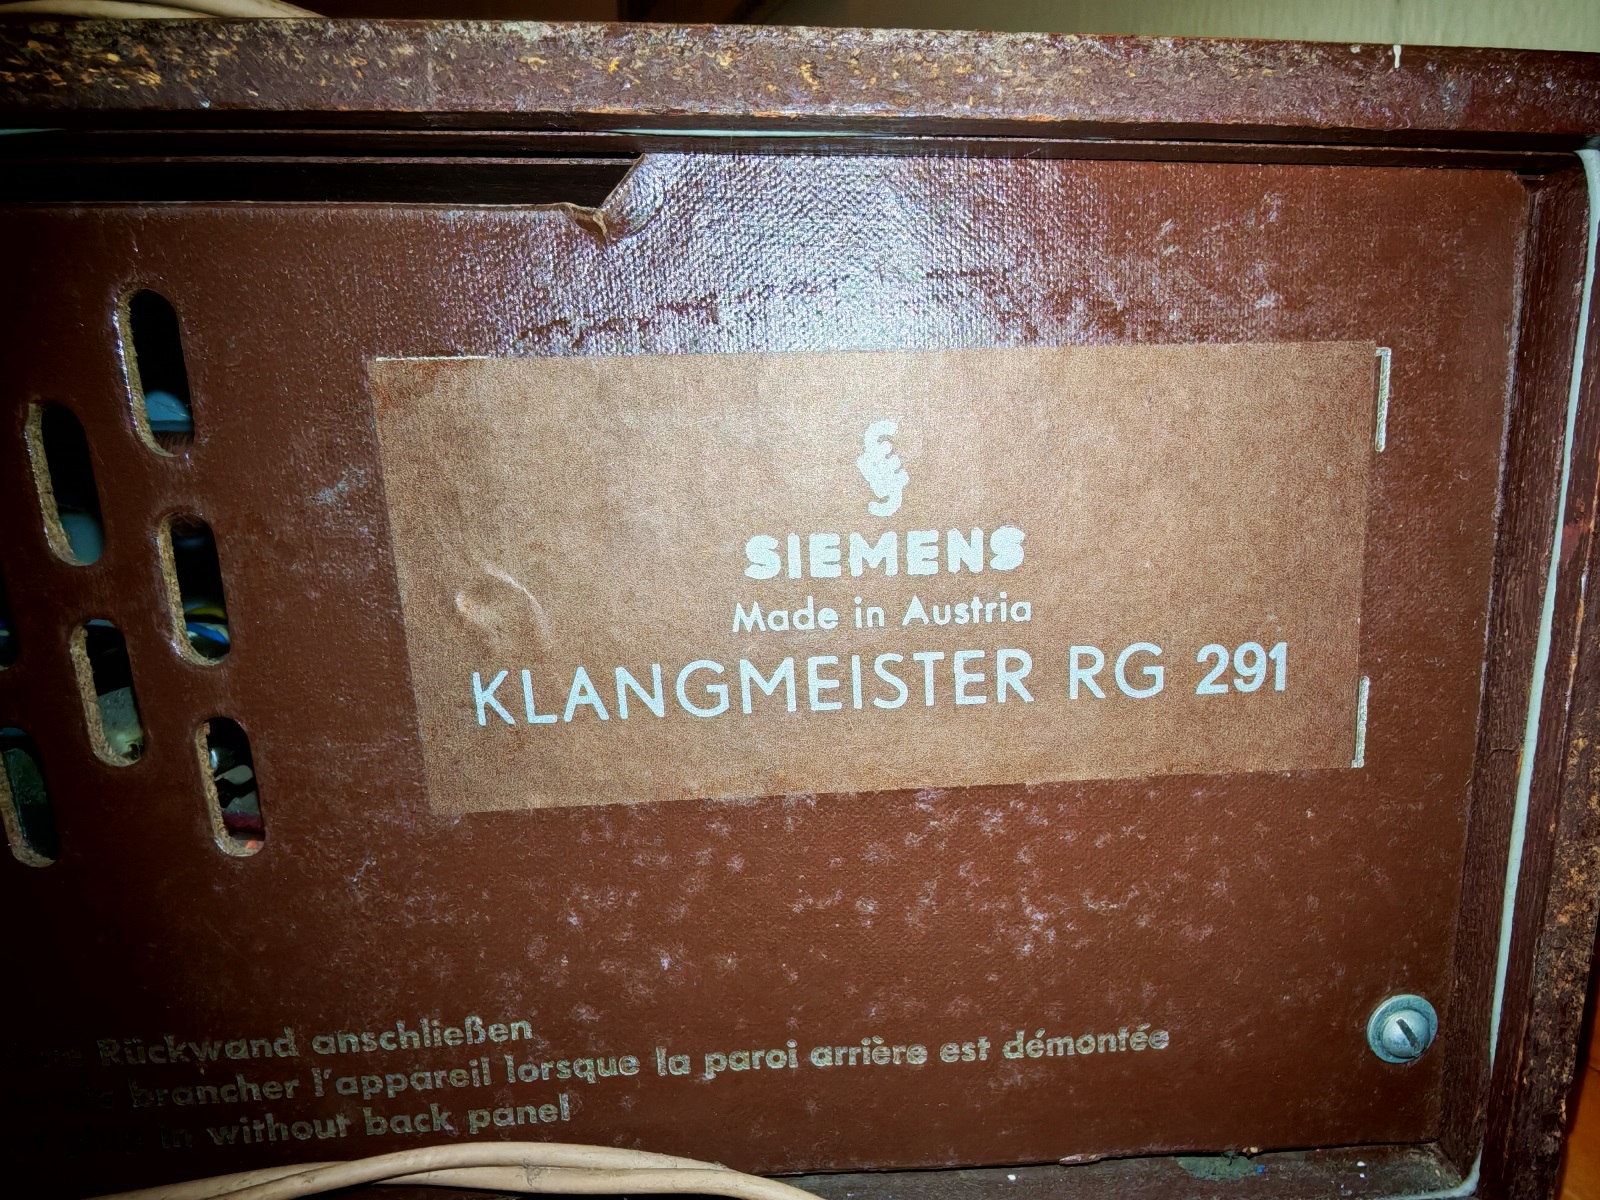 SIEMENS
Made in Austria
KLANGMEISTER RG 291
Rückwand anschließen
brancher l'appareil lorsque la paroi arrière est démontée
in without back panel